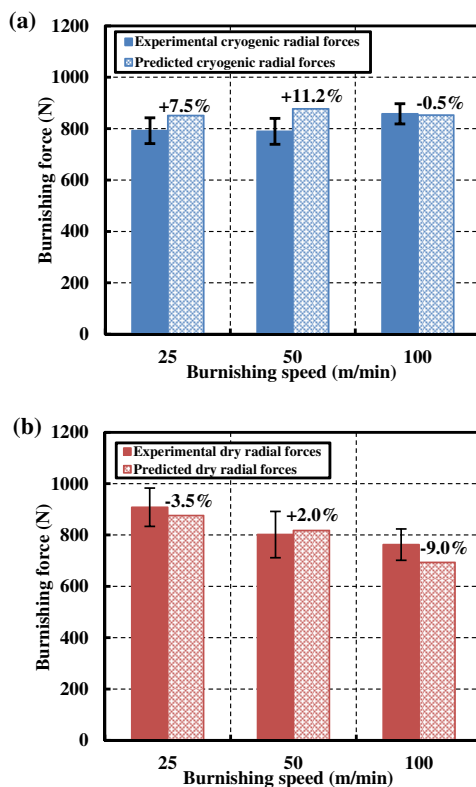 (a)
Experimental cryogenic radial forces
Predicted cryogenic radial forces
1200
1000
800
600
400
200
0
Burnishing force (N)
+7.5%
+11.2%
-0.5%
25
50
100
Burnishing speed (m/min)
(b)
Experimental dry radial forces
Predicted dry radial forces
1200
1000
800
600
400
200
0
Burnishing force (N)
-3.5%
+2.0%
-9.0%
25
50
100
Burnishing speed (m/min)